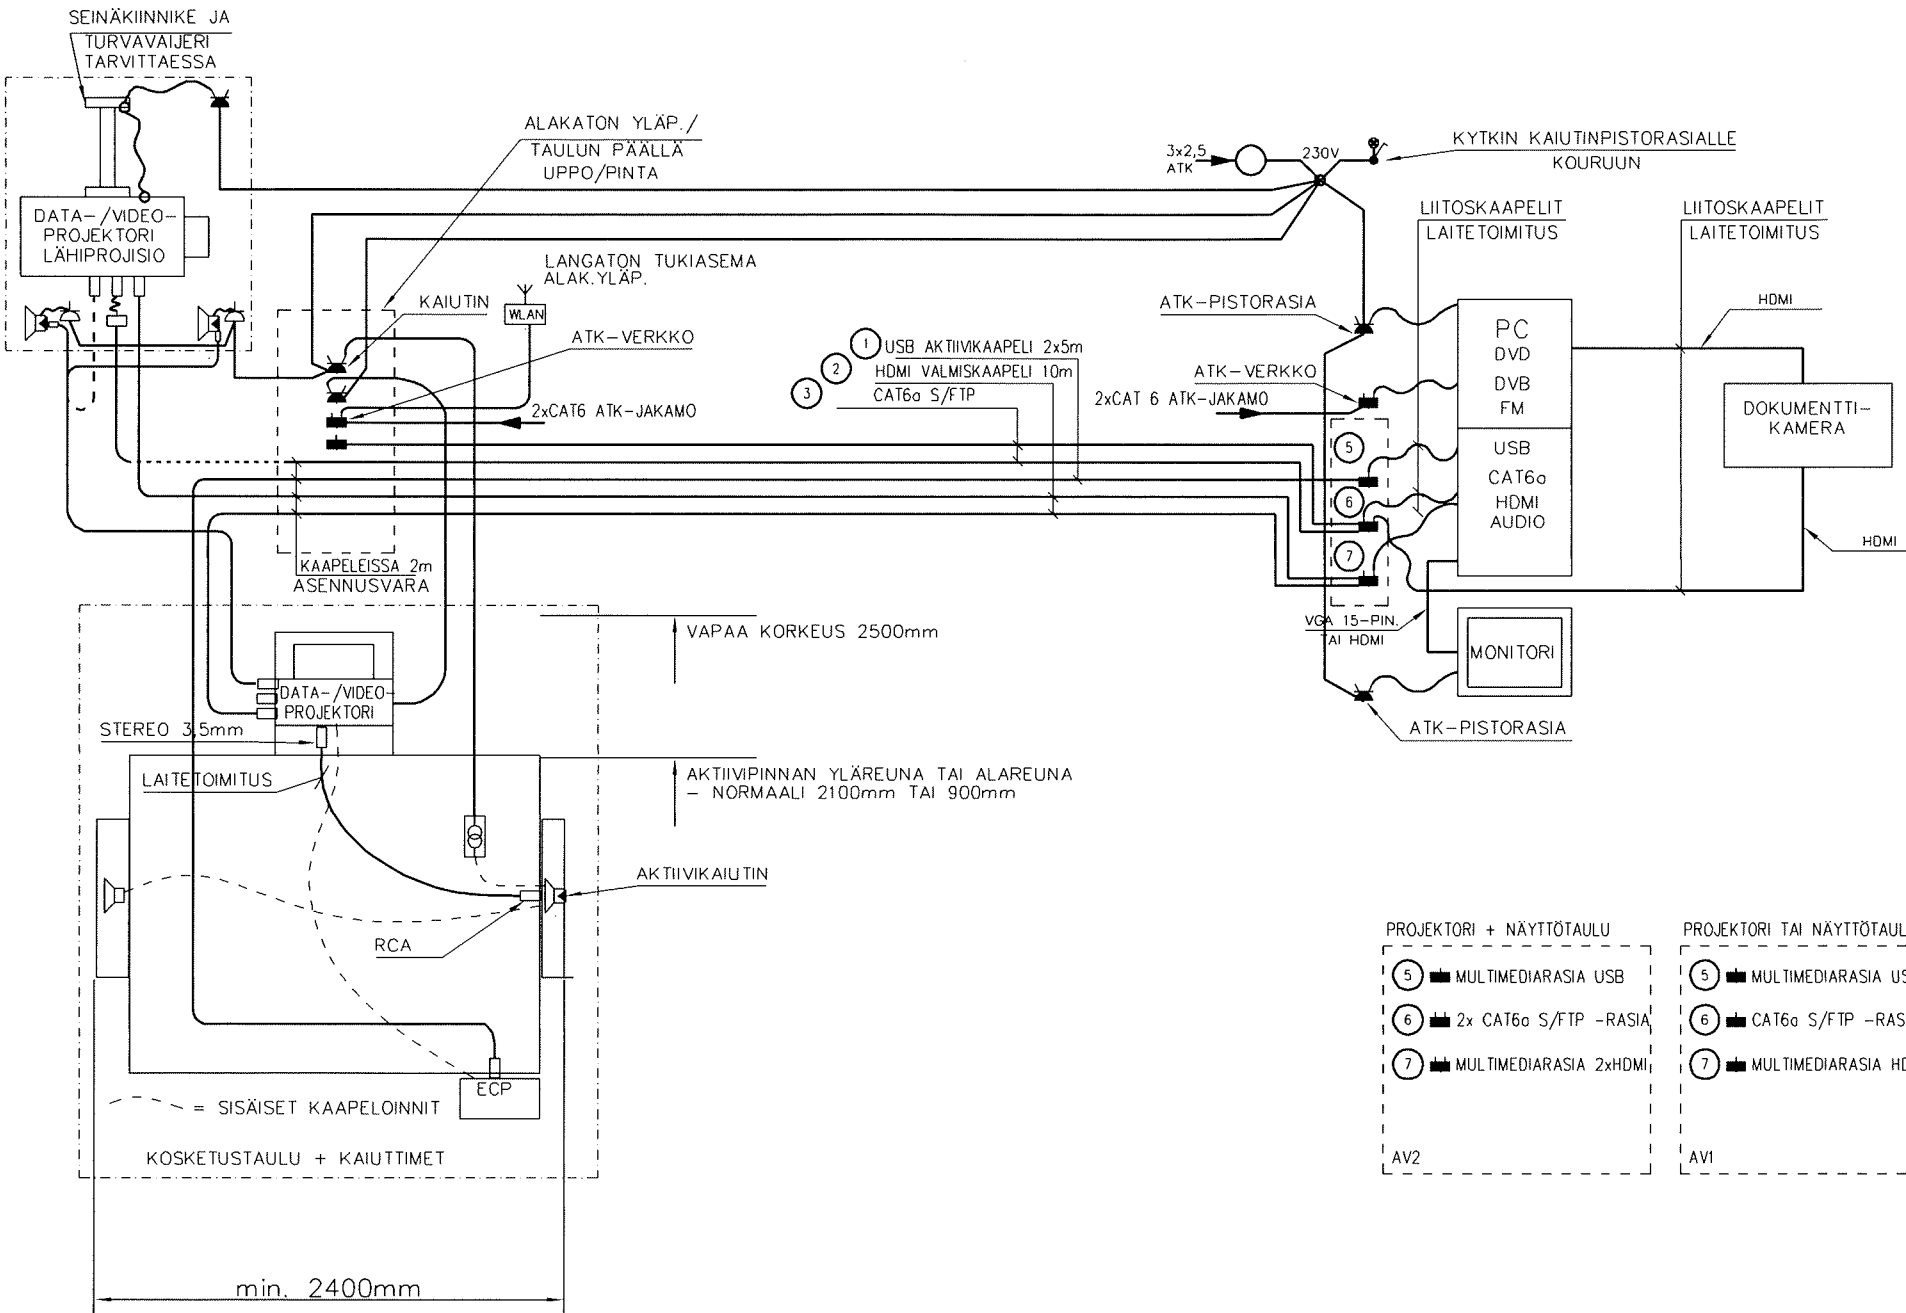 SEINÄKIINNIKE JA
TURVAVAIJERI
TARVITTAESSA
DATA-/VIDEO-
PROJEKTORI
LÄHIPROJISIO
ALAKATON YLÄP./
TAULUN PÄÄLLÄ
UPPO/PINTA
LANGATON TUKIASEMA
ALAK.YLÄP.
WLAN
KAIUTIN
ATK-VERKKO
2xCAT6 ATK-JAKAMO
1 USB AKTIIVIKAAPELI 2x5m
2 HDMI VALMISKAAPELI 10m
3 CAT6a S/FTP
3x2,5
ATK
230V
KYTKIN KAIUTINPISTORASIALLE
KOURUUN
LIITOSKAAPELIT
LAITETOIMITUS
LIITOSKAAPELIT
LAITETOIMITUS
ATK-PISTORASIA
ATK-VERKKO
2xCAT 6 ATK-JAKAMO
PC
DVD
DVB
FM
USB
CAT6a
HDMI
AUDIO
HDMI
DOKUMENTTI-
KAMERA
HDMI
5
6
7
VGA 15-PIN.
TAI HDMI
MONITORI
ATK-PISTORASIA
KAAPELEISSA 2m
ASENNUSVARA
VAPAA KORKEUS 2500mm
DATA-/VIDEO-
PROJEKTORI
STEREO 3,5mm
LAITETOIMITUS
AKTIIVIPINNAN YLÄREUNA TAI ALAREUNA
- NORMAALI 2100mm TAI 900mm
AKTIIVIKAIUTIN
RCA
ECP
= SISÄISET KAAPELOINNIT
KOSKETUSTAULU + KAIUTTIMET
min. 2400mm
PROJEKTORI + NÄYTTÖTAULU
5 MULTIMEDIARASIA USB
6 2x CAT6a S/FTP -RASIA
7 MULTIMEDIARASIA 2xHDMI
AV2
PROJEKTORI TAI NÄYTTÖTAUL
5 MULTIMEDIARASIA US
6 CAT6a S/FTP -RAS
7 MULTIMEDIARASIA HD
AV1